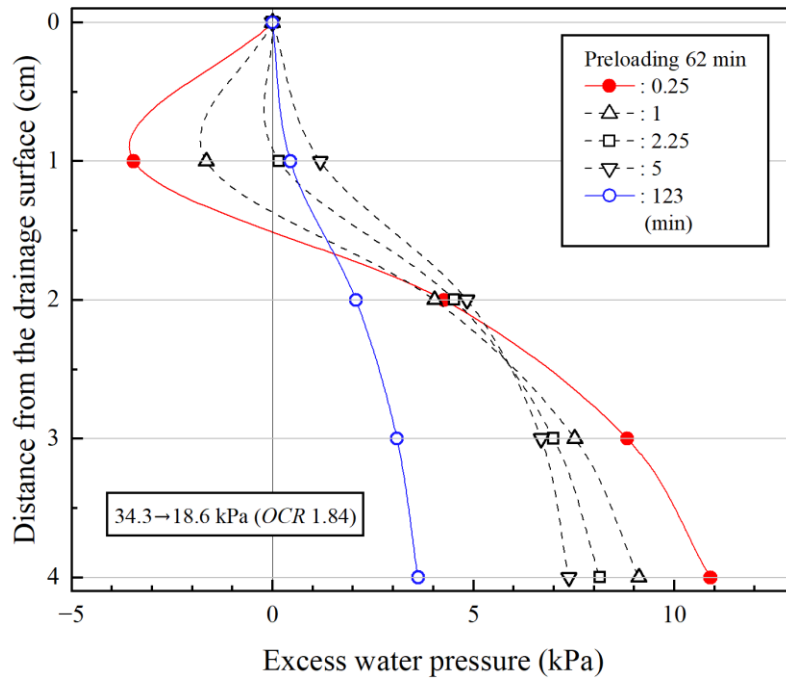 Preloading 62 min
: 0.25
: 1
: 2.25
: 5
: 123
(min)
34.3→18.6 kPa (OCR 1.84)
Distance from the drainage surface (cm)
0
1
2
3
4
−5
0
5
10
Excess water pressure (kPa)